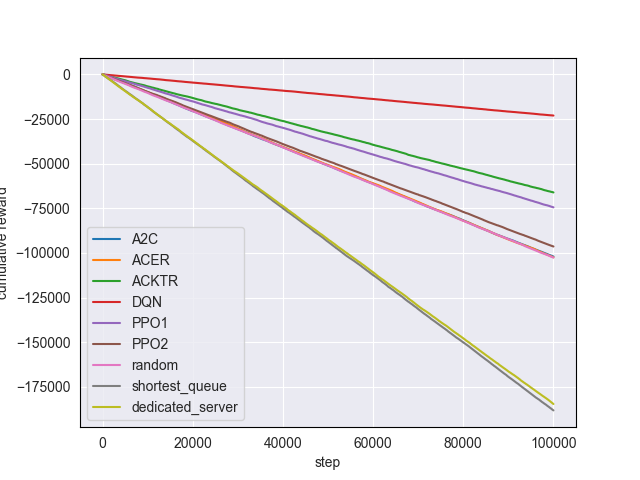 0
−25000
−50000
−75000
−100000
−125000
−150000
−175000
cumulative reward
A2C
ACER
ACKTR
DQN
PPO1
PPO2
random
shortest_queue
dedicated_server
0 20000 40000 60000 80000 100000
step